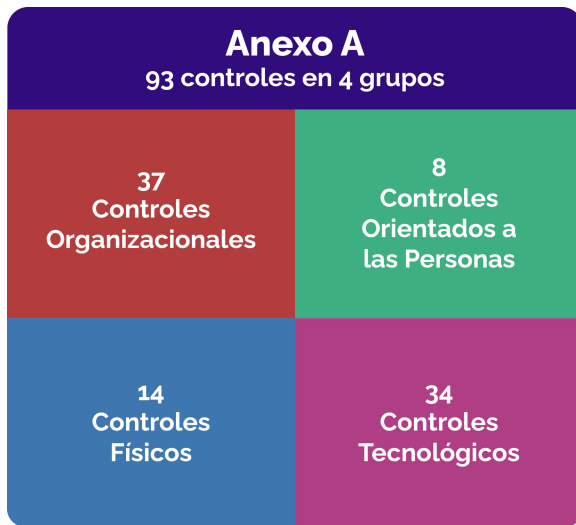 Anexo A
93 controles en 4 grupos
37
Controles
Organizacionales
8
Controles
Orientados a
las Personas
14
Controles
Físicos
34
Controles
Tecnológicos